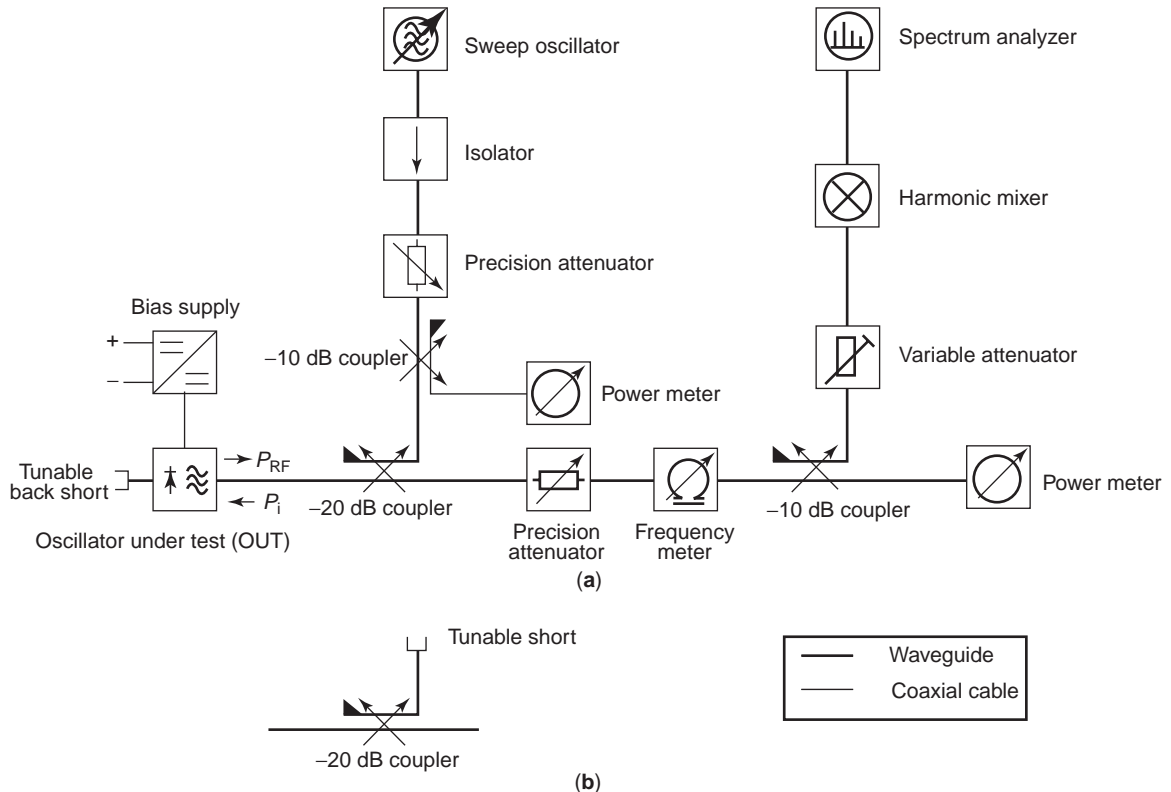 Sweep oscillator
Spectrum analyzer
Isolator
Harmonic mixer
Precision attenuator
Bias supply
+
−
−10 dB coupler
Variable attenuator
Power meter
Tunable
back short
P_RF
P_i
−20 dB coupler
−10 dB coupler
Power meter
Oscillator under test (OUT)
Precision
attenuator
Frequency
meter
(a)
Tunable short
−20 dB coupler
Waveguide
Coaxial cable
(b)